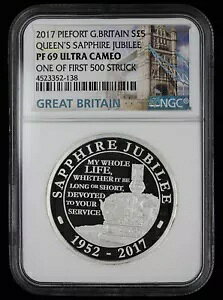 2017 PIEFORT G.BRITAIN S£5
QUEEN'S SAPPHIRE JUBILEE
PF 69 ULTRA CAMEO
ONE OF FIRST 500 STRUCK
4523352-138
GREAT BRITAIN
NGC
SAPPHIRE JUBILEE
MY WHOLE
LIFE,
WHETHER IT BE
LONG OR SHORT,
DEVOTED TO
YOUR
SERVICE
1952 - 2017